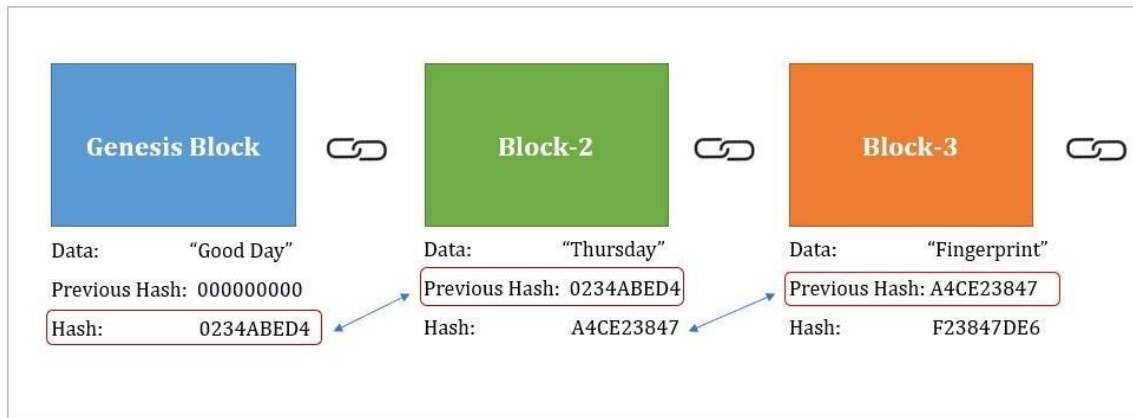 Genesis Block
Block-2
Block-3
Data: “Good Day”
Previous Hash: 000000000
Hash: 0234ABED4
Data: “Thursday”
Previous Hash: 0234ABED4
Hash: A4CE23847
Data: “Fingerprint”
Previous Hash: A4CE23847
Hash: F23847DE6